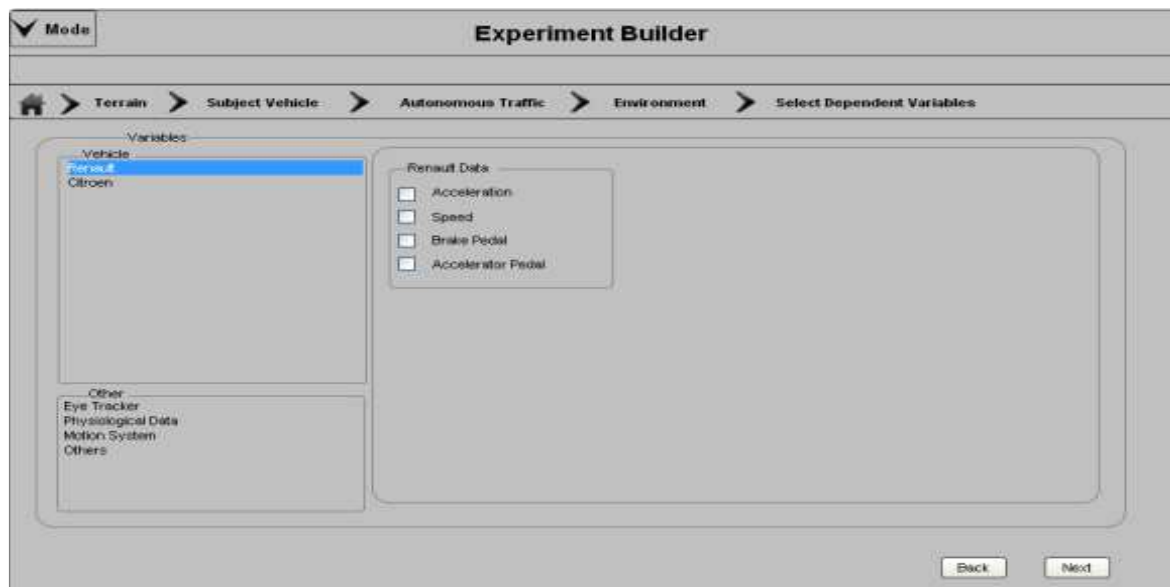 Mode
Experiment Builder
Terrain Subject Vehicle Autonomous Traffic Environment Select Dependent Variables
Variables
Vehicle
Renault
Citroen
Renault Data
Acceleration
Speed
Brake Pedal
Accelerator Pedal
Other
Eye Tracker
Physiological Data
Motion System
Others
Back Next